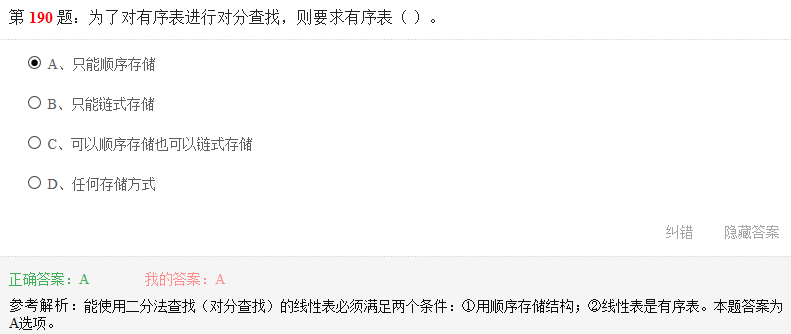 第 190 题：为了对有序表进行对分查找，则要求有序表（ ）。
A、只能顺序存储
B、只能链式存储
C、可以顺序存储也可以链式存储
D、任何存储方式
纠错 隐藏答案
正确答案：A 我的答案：A
参考解析：能使用二分法查找（对分查找）的线性表必须满足两个条件：①用顺序存储结构；②线性表是有序表。本题答案为
A选项。